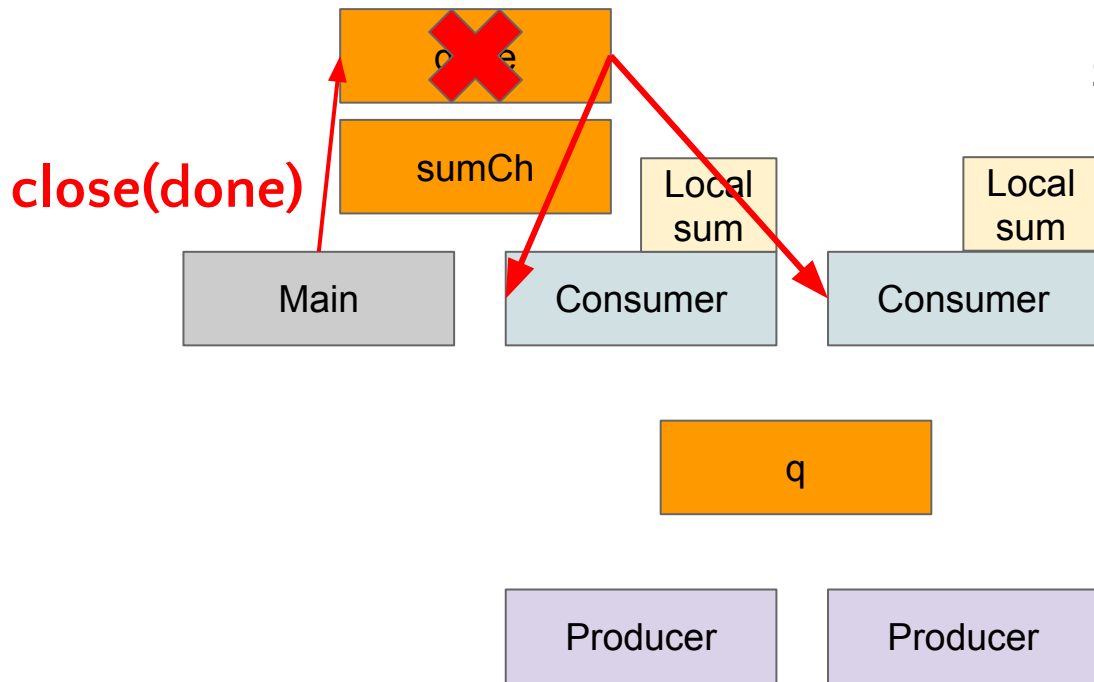 sumCh
close(done)
Local
sum
Local
sum
Main
Consumer
Consumer
q
Producer
Producer